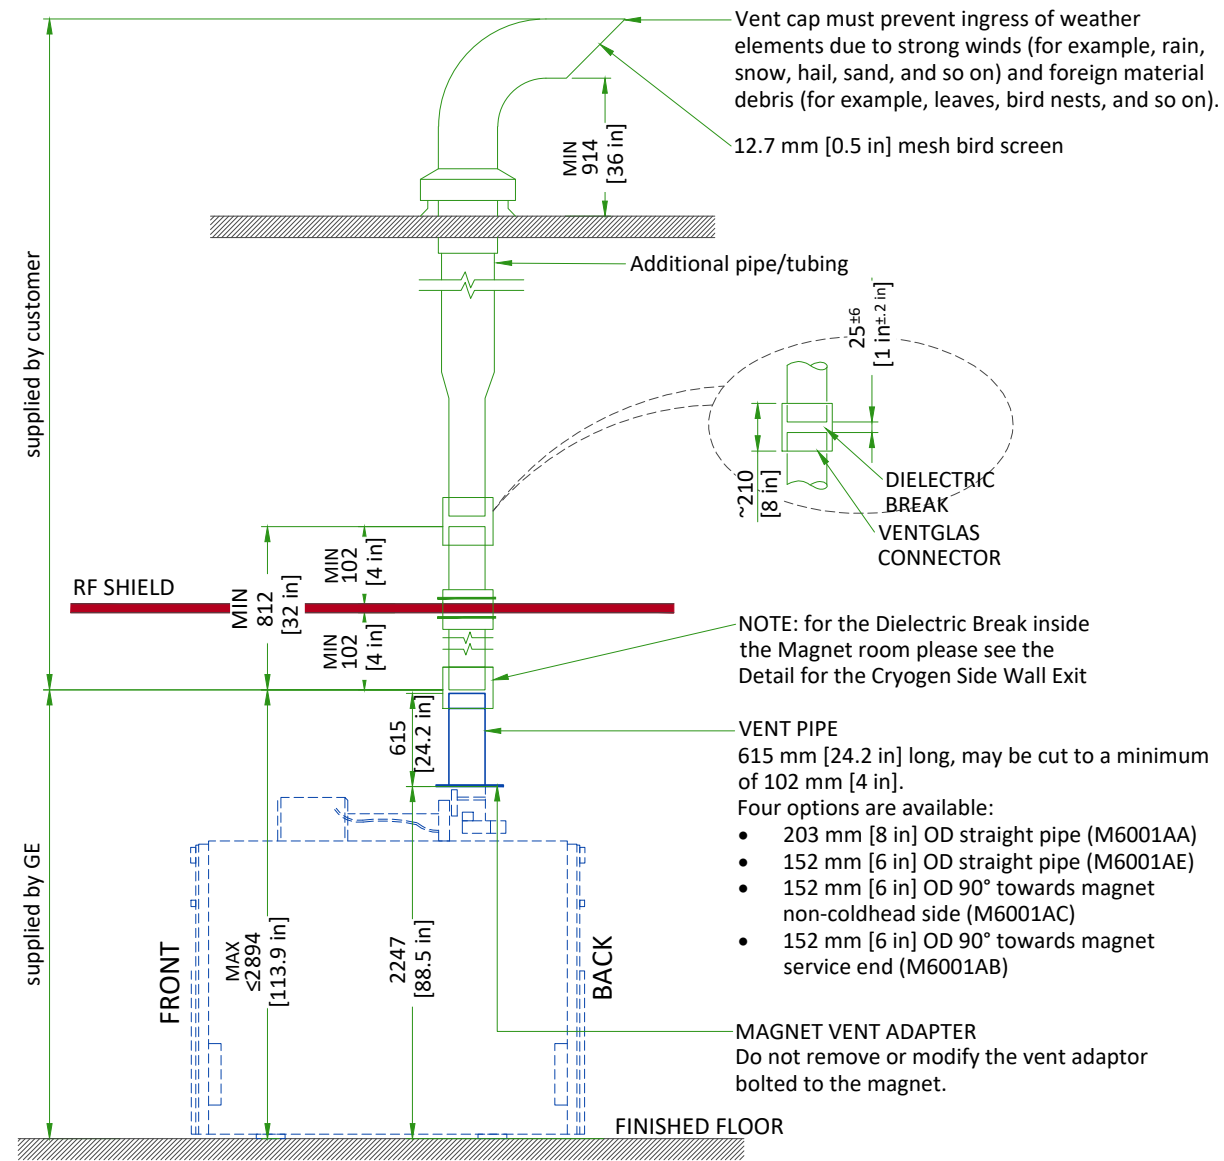 Vent cap must prevent ingress of weather
elements due to strong winds (for example, rain,
snow, hail, sand, and so on) and foreign material
debris (for example, leaves, bird nests, and so on).
12.7 mm [0.5 in] mesh bird screen
MIN
914
[36 in]
Additional pipe/tubing
supplied by customer
25±6
[1 in±.2 in]
~210
[8 in]
DIELECTRIC
BREAK
VENTGLAS
CONNECTOR
RF SHIELD
MIN
812
[32 in]
MIN
102
[4 in]
MIN
102
[4 in]
NOTE: for the Dielectric Break inside
the Magnet room please see the
Detail for the Cryogen Side Wall Exit
615
[24.2 in]
VENT PIPE
615 mm [24.2 in] long, may be cut to a minimum
of 102 mm [4 in].
Four options are available:
• 203 mm [8 in] OD straight pipe (M6001AA)
• 152 mm [6 in] OD straight pipe (M6001AE)
• 152 mm [6 in] OD 90° towards magnet
non-coldhead side (M6001AC)
• 152 mm [6 in] OD 90° towards magnet
service end (M6001AB)
supplied by GE
FRONT
MAX
≤2894
[113.9 in]
2247
[88.5 in]
BACK
MAGNET VENT ADAPTER
Do not remove or modify the vent adaptor
bolted to the magnet.
FINISHED FLOOR